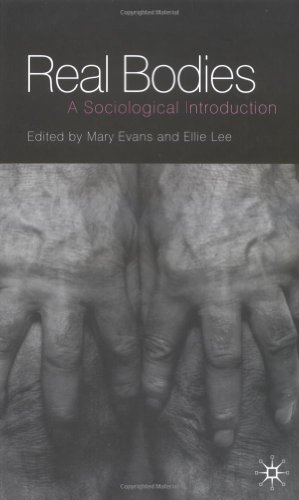 Real Bodies
A Sociological Introduction
Edited by Mary Evans and Ellie Lee